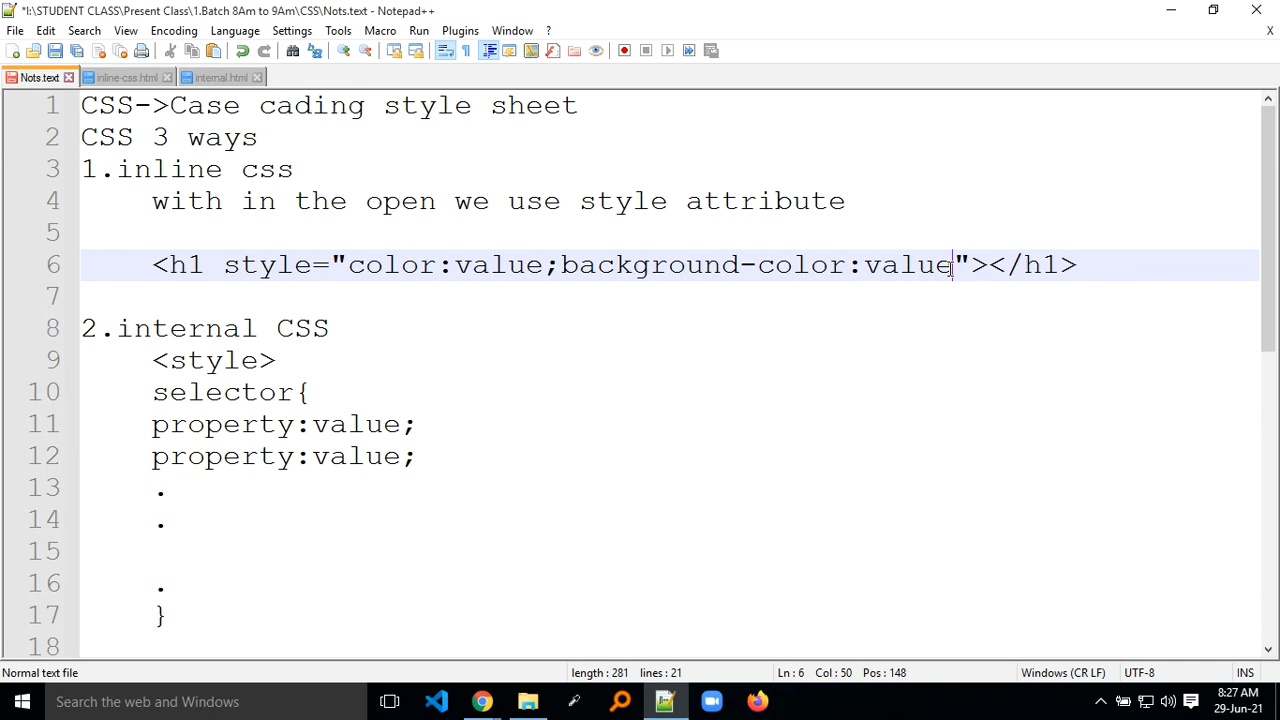 *I:\STUDENT CLASS\Present Class\1.Batch 8Am to 9Am\CSS\Nots.text - Notepad++
File Edit Search View Encoding Language Settings Tools Macro Run Plugins Window ? X
Nots.text inline-css.html internal.html
1 CSS->Case cading style sheet
2 CSS 3 ways
3 1.inline css
4 with in the open we use style attribute
5
6 <h1 style="color:value;background-color:value"></h1>
7
8 2.internal CSS
9 <style>
10 selector{
11 property:value;
12 property:value;
13 .
14 .
15
16 .
17 }
18
Normal text file length : 281 lines : 21 Ln : 6 Col : 50 Pos : 148 Windows (CR LF) UTF-8 INS
Search the web and Windows
8:27 AM
29-Jun-21